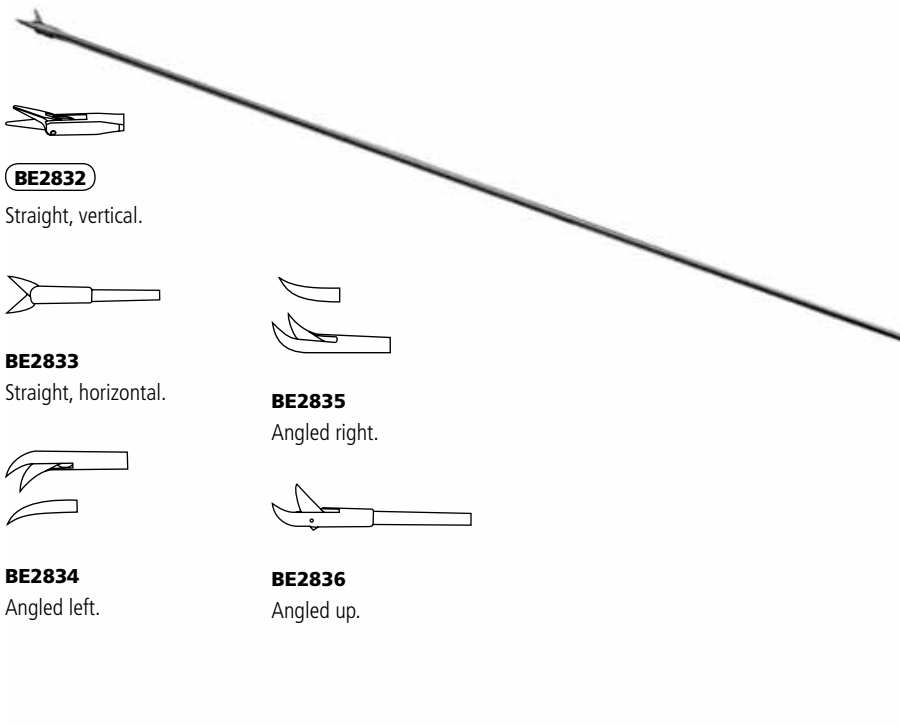 BE2832
Straight, vertical.
BE2833
Straight, horizontal.
BE2834
Angled left.
BE2835
Angled right.
BE2836
Angled up.